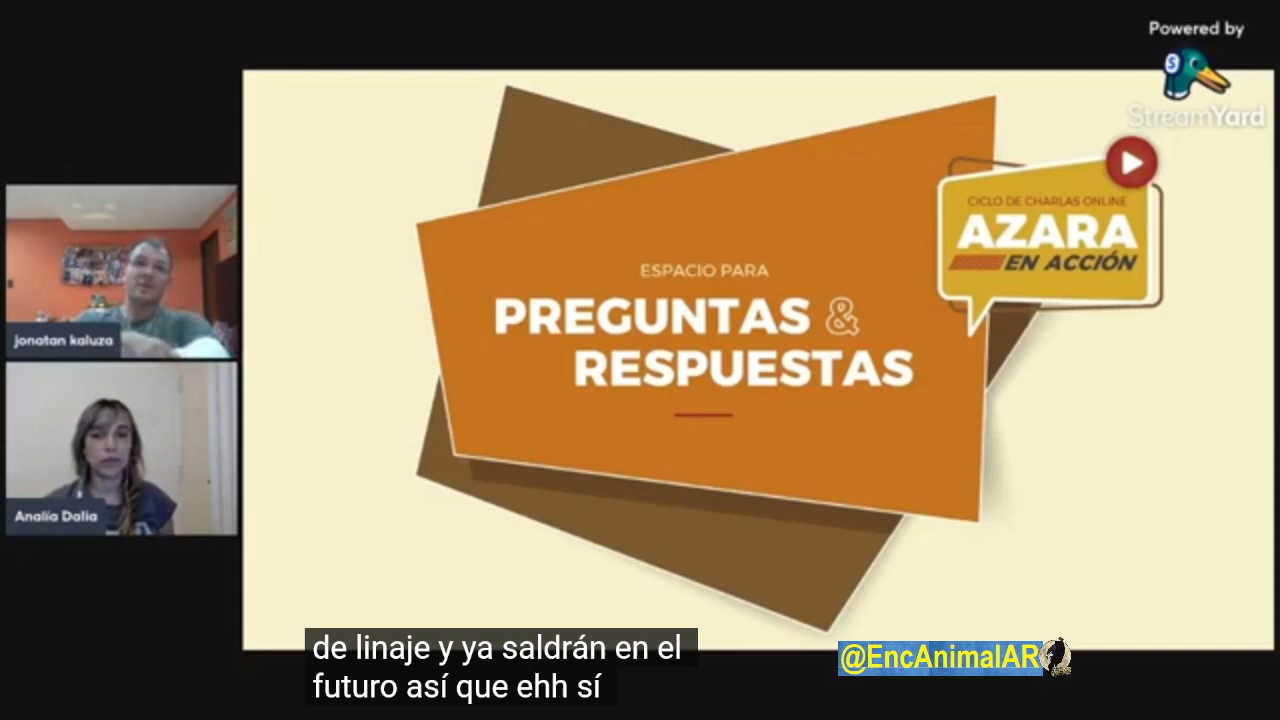 Powered by
StreamYard
CICLO DE CHARLAS ONLINE
AZARA
EN ACCIÓN
ESPACIO PARA
PREGUNTAS &
RESPUESTAS
jonatan kaluza
Analía Dalia
de linaje y ya saldrán en el
futuro así que ehh sí
@EncAnimalAR